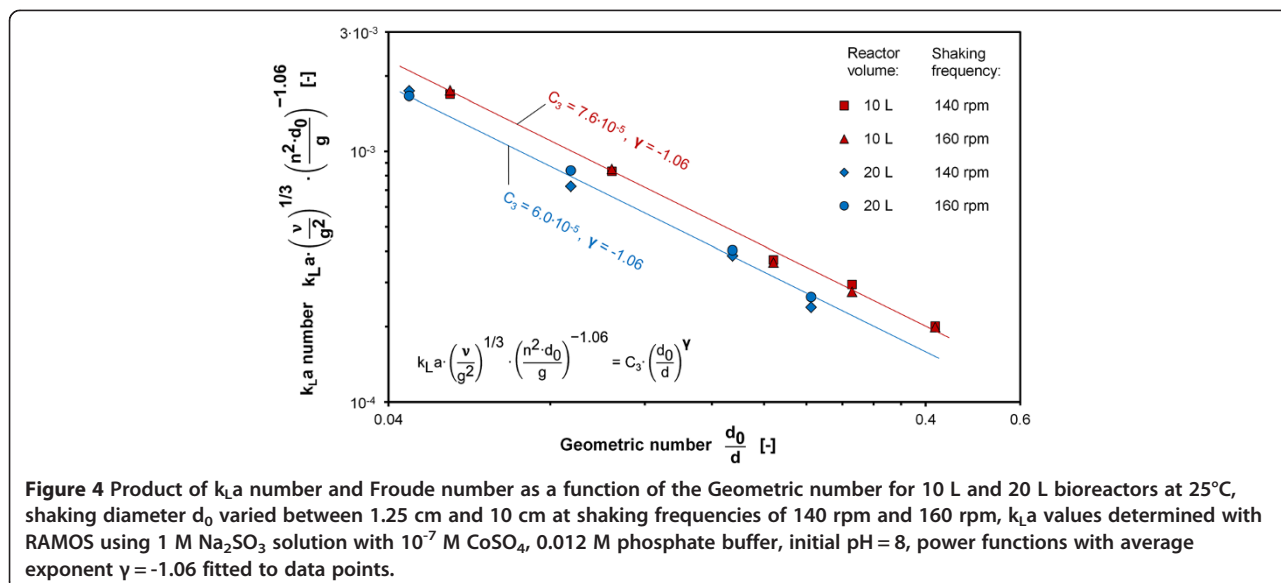 3·10⁻³
10⁻³
10⁻⁴
kLa number kLa·(ν/g2)^1/3 · (n²·d₀/g)^−1.06 [-]
Reactor volume: Shaking frequency:
10 L 140 rpm
10 L 160 rpm
20 L 140 rpm
20 L 160 rpm
C₃ = 7.6·10⁻⁵, γ = -1.06
C₃ = 6.0·10⁻⁵, γ = -1.06
kLa·(ν/g2)^1/3 · (n²·d₀/g)^−1.06 = C₃·(d₀/d)^γ
0.04 0.4 0.6
Geometric number d₀/d [-]
Figure 4 Product of kLa number and Froude number as a function of the Geometric number for 10 L and 20 L bioreactors at 25°C,
shaking diameter d₀ varied between 1.25 cm and 10 cm at shaking frequencies of 140 rpm and 160 rpm, kLa values determined with
RAMOS using 1 M Na₂SO₃ solution with 10⁻⁷ M CoSO₄, 0.012 M phosphate buffer, initial pH = 8, power functions with average
exponent γ = -1.06 fitted to data points.